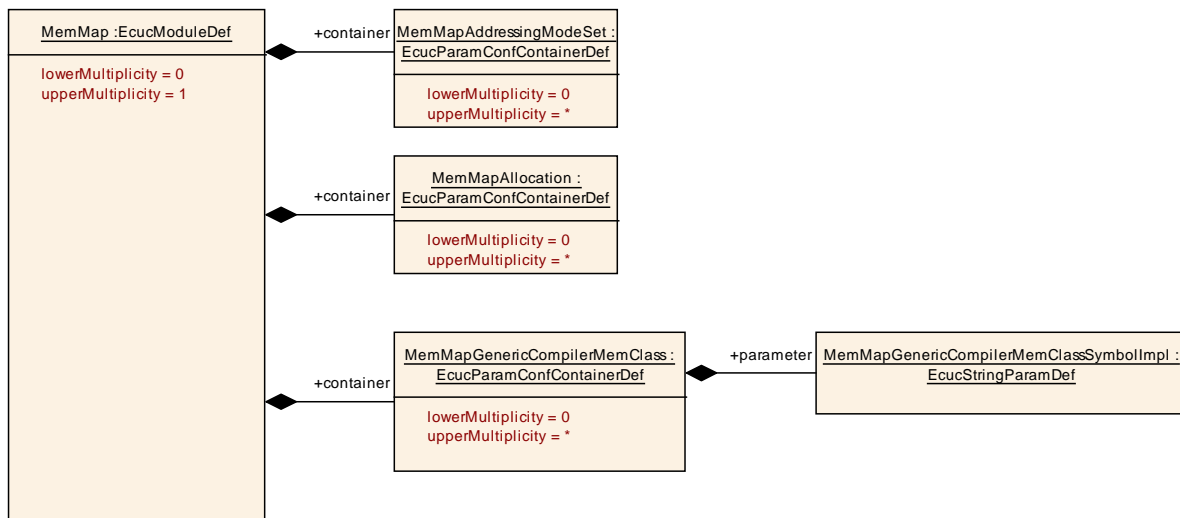 MemMap :EcucModuleDef
lowerMultiplicity = 0
upperMultiplicity = 1
+container
MemMapAddressingModeSet :
EcucParamConfContainerDef
lowerMultiplicity = 0
upperMultiplicity = *
+container
MemMapAllocation :
EcucParamConfContainerDef
lowerMultiplicity = 0
upperMultiplicity = *
+container
MemMapGenericCompilerMemClass :
EcucParamConfContainerDef
lowerMultiplicity = 0
upperMultiplicity = *
+parameter
MemMapGenericCompilerMemClassSymbolImpl :
EcucStringParamDef